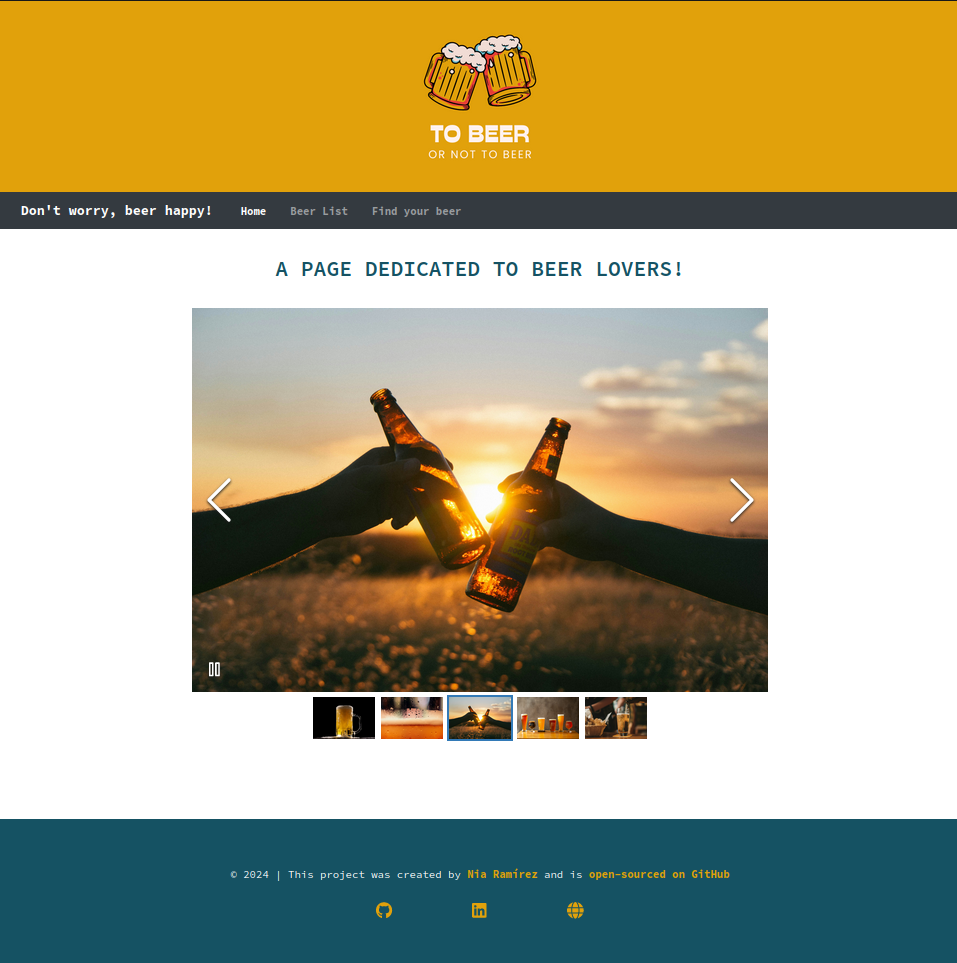 TO BEER
OR NOT TO BEER
Don't worry, beer happy! Home Beer List Find your beer
A PAGE DEDICATED TO BEER LOVERS!
© 2024 | This project was created by Nia Ramírez and is open-sourced on GitHub